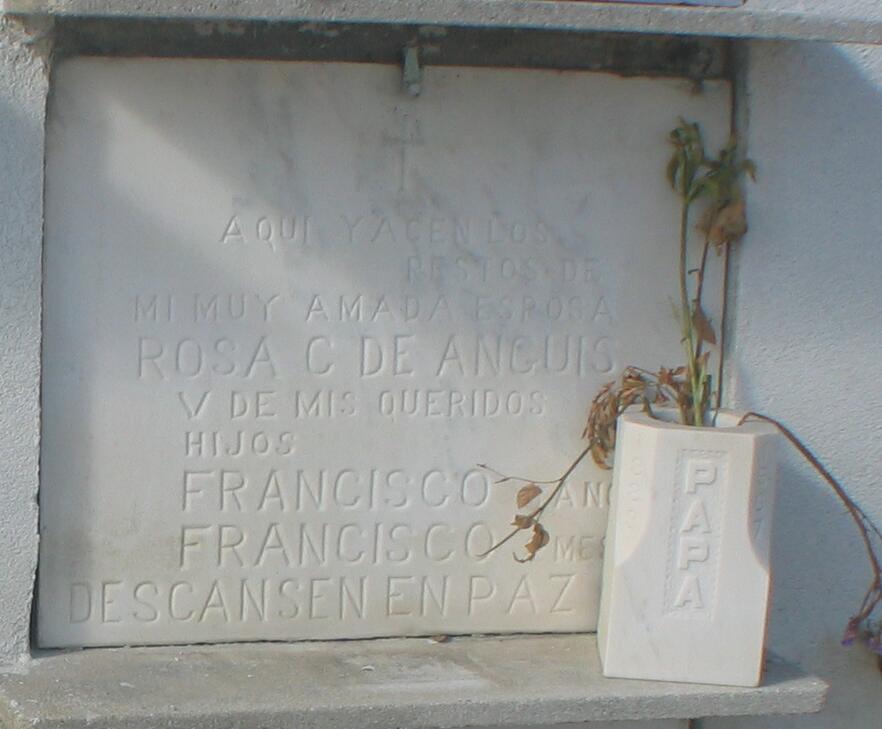 AQUI YACEN LOS
RESTOS DE
MI MUY AMADA ESPOSA
ROSA C DE ANGUIS
Y DE MIS QUERIDOS
HIJOS
FRANCISCO
FRANCISCO
DESCANSEN EN PAZ
PAPA